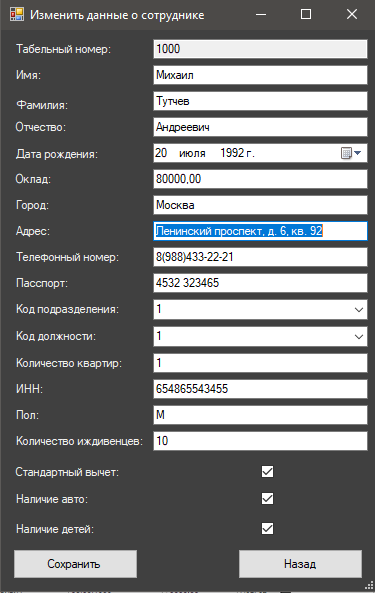 Изменить данные о сотруднике
Табельный номер: 1000
Имя: Михаил
Фамилия: Тутчев
Отчество: Андреевич
Дата рождения: 20 июля 1992 г.
Оклад: 80000,00
Город: Москва
Адрес: Ленинский проспект, д. 6, кв. 92
Телефонный номер: 8(988)433-22-21
Паспорт: 4532 323465
Код подразделения: 1
Код должности: 1
Количество квартир: 1
ИНН: 654865543455
Пол: М
Количество иждивенцев: 10
Стандартный вычет:
Наличие авто:
Наличие детей:
Сохранить Назад